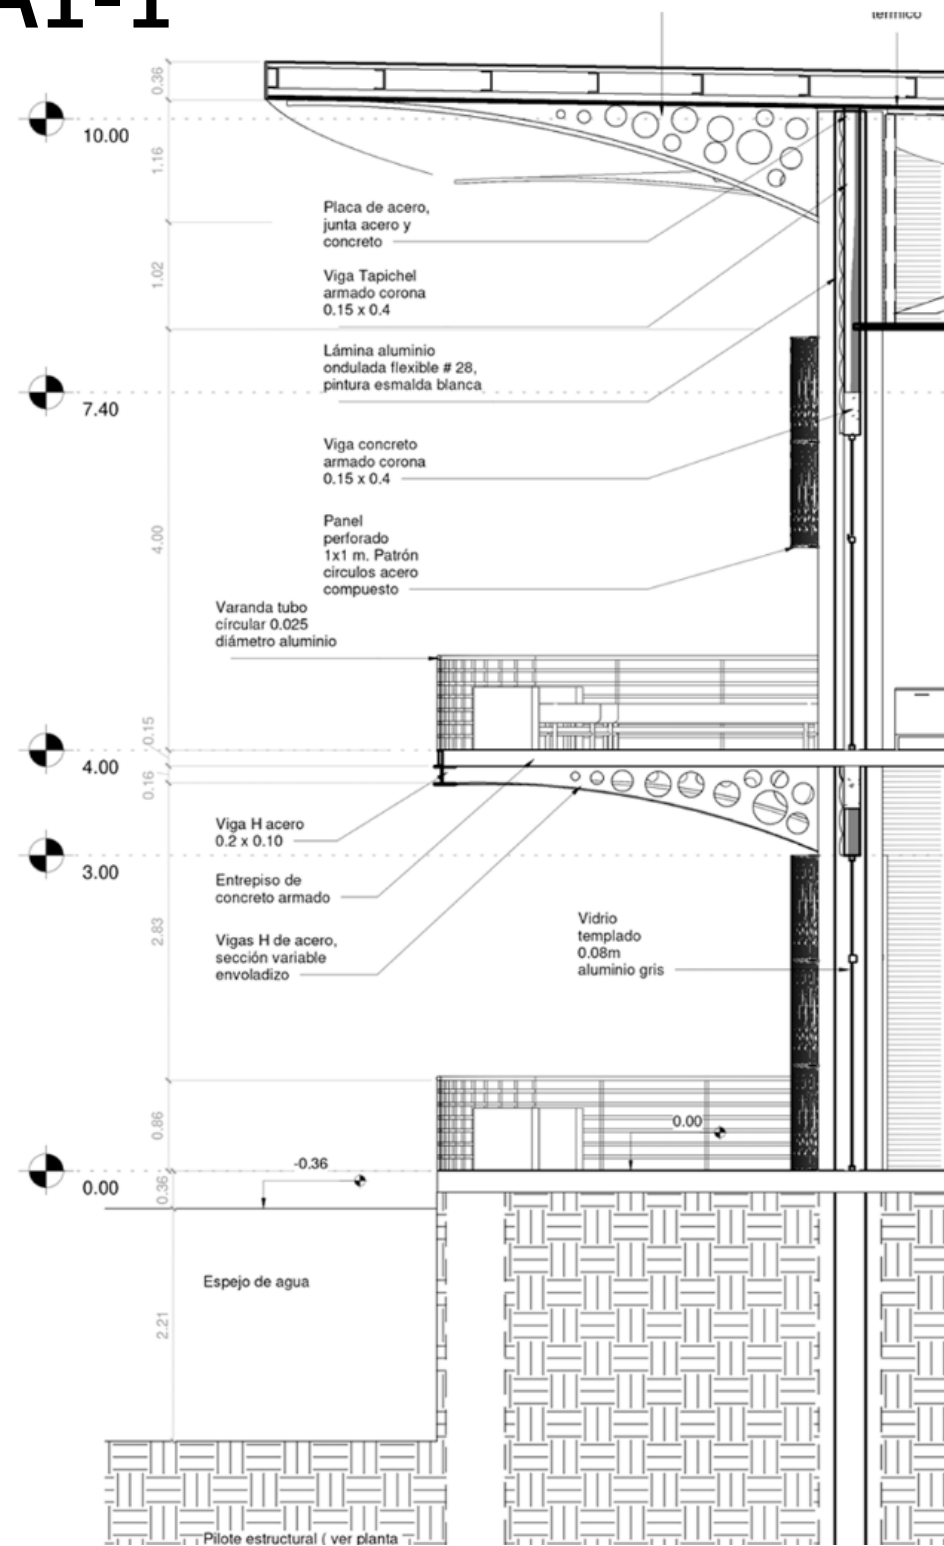 A1-1
térmico
0.36
10.00
1.16
Placa de acero,
junta acero y
concreto
1.02
Viga Tapichel
armado corona
0.15 x 0.4
Lámina aluminio
ondulada flexible # 28,
pintura esmalda blanca
7.40
Viga concreto
armado corona
0.15 x 0.4
4.00
Panel
perforado
1x1 m. Patrón
circulos acero
compuesto
Varanda tubo
círcular 0.025
diámetro aluminio
0.15
4.00
0.16
Viga H acero
0.2 x 0.10
3.00
Entrepiso de
concreto armado
2.83
Vigas H de acero,
sección variable
envoladizo
Vidrio
templado
0.08m
aluminio gris
0.86
0.00
-0.36
0.00
0.36
Espejo de agua
2.21
Pilote estructural ( ver planta